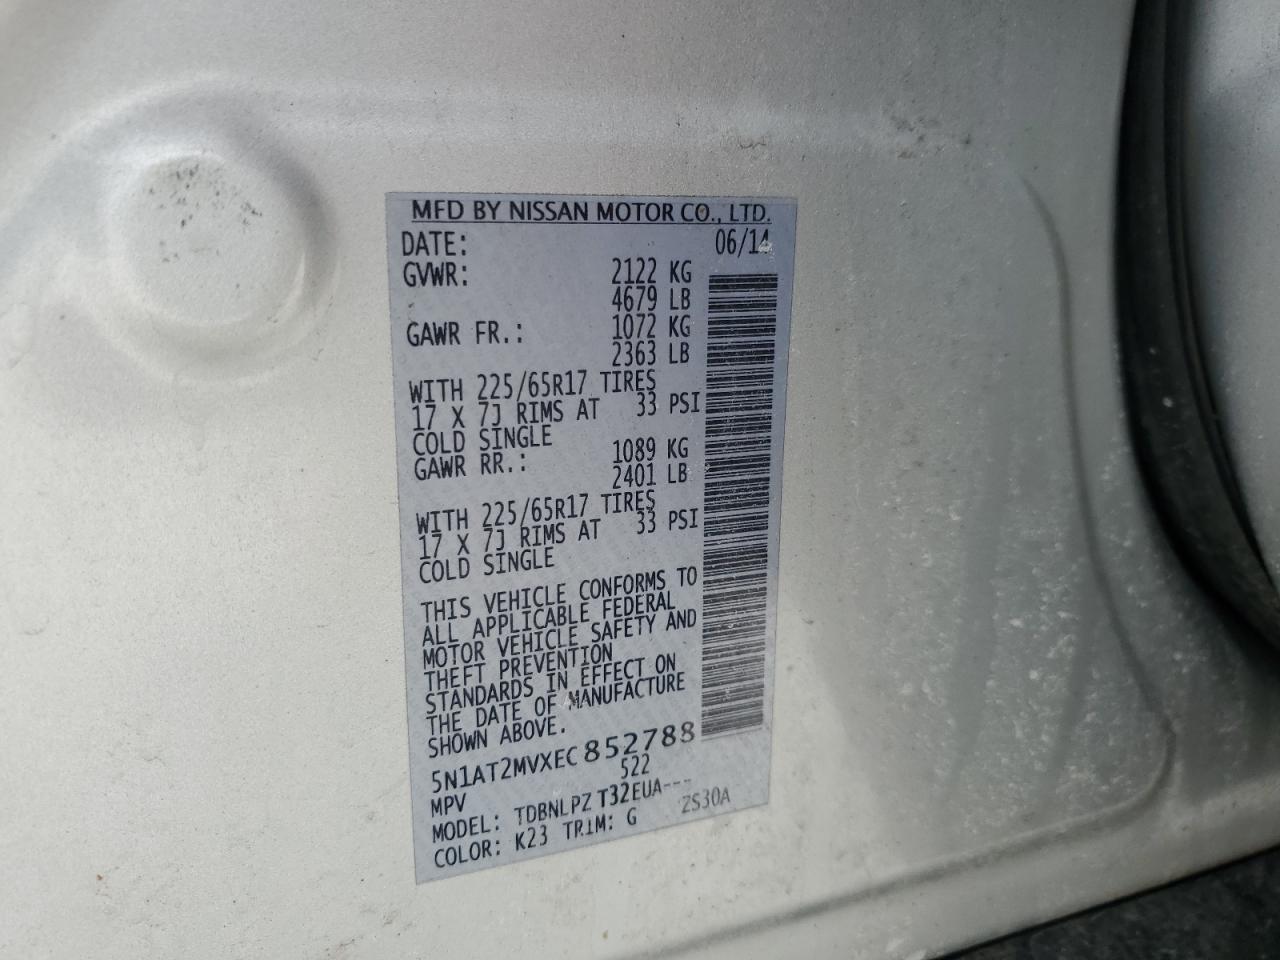 MFD BY NISSAN MOTOR CO., LTD.
DATE: 06/14
GVWR: 2122 KG
4679 LB
GAWR FR.: 1072 KG
2363 LB
WITH 225/65R17 TIRES
17 X 7J RIMS AT 33 PSI
COLD SINGLE
GAWR RR.: 1089 KG
2401 LB
WITH 225/65R17 TIRES
17 X 7J RIMS AT 33 PSI
COLD SINGLE
THIS VEHICLE CONFORMS TO
ALL APPLICABLE FEDERAL
MOTOR VEHICLE SAFETY AND
THEFT PREVENTION
STANDARDS IN EFFECT ON
THE DATE OF MANUFACTURE
SHOWN ABOVE.
5N1AT2MVXEC852788
MPV 522
MODEL: TDBNLPZ T32EUA---
COLOR: K23 TRIM: G ZS30A